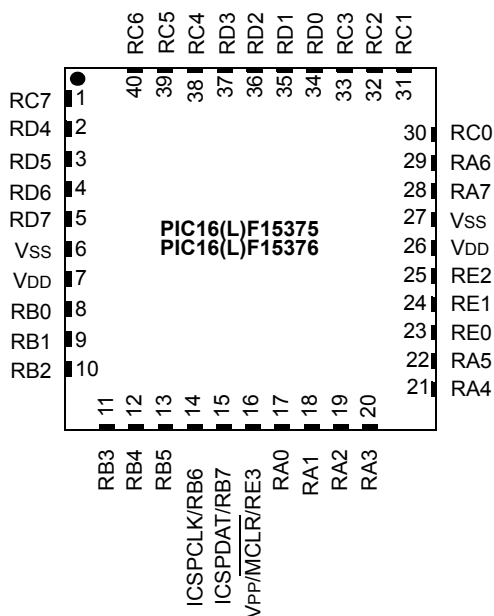 RC6 RC5 RC4 RD3 RD2 RD1 RD0 RC3 RC2 RC1
40 39 38 37 36 35 34 33 32 31
RC7 1
RD4 2
RD5 3
RD6 4
RD7 5
VSS 6
VDD 7
RB0 8
RB1 9
RB2 10
PIC16(L)F15375
PIC16(L)F15376
30 RC0
29 RA6
28 RA7
27 VSS
26 VDD
25 RE2
24 RE1
23 RE0
22 RA5
21 RA4
11 12 13 14 15 16 17 18 19 20
RB3 RB4 RB5 ICSPCLK/RB6 ICSPDAT/RB7 VPP/MCLR/RE3 RA0 RA1 RA2 RA3